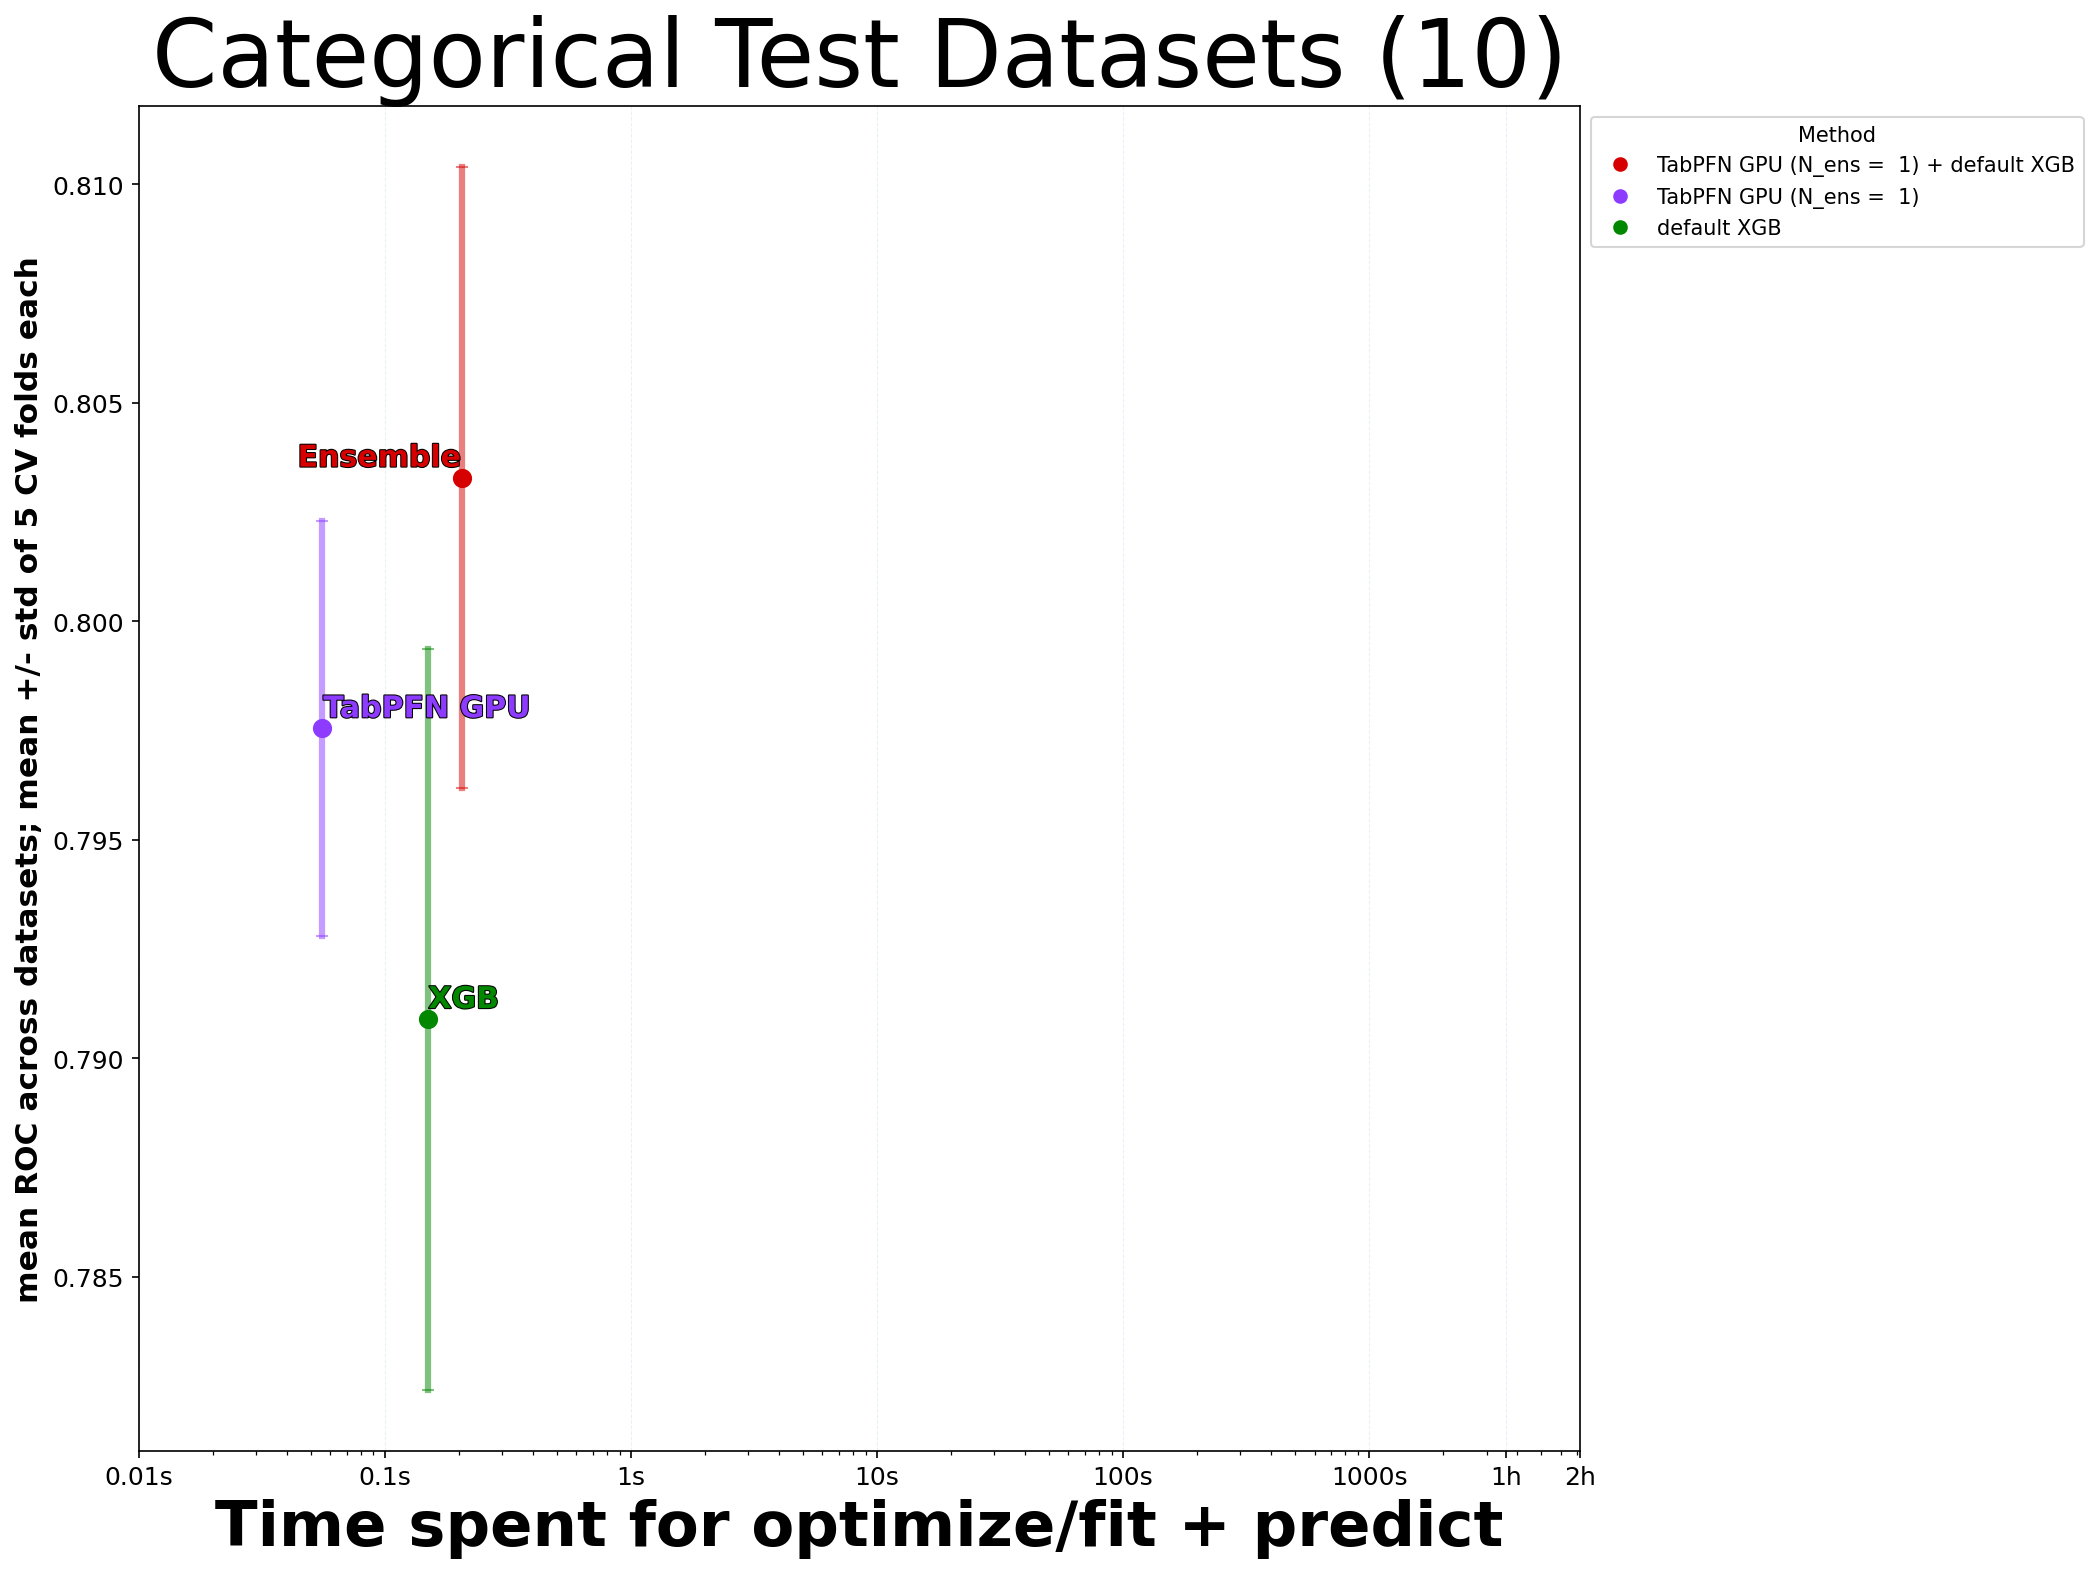 Categorical Test Datasets (10)
mean ROC across datasets; mean +/- std of 5 CV folds each
0.810
0.805
0.800
0.795
0.790
0.785
Ensemble
TabPFN GPU
XGB
0.01s
0.1s
1s
10s
100s
1000s
1h
2h
Time spent for optimize/fit + predict
Method
TabPFN GPU (N_ens =  1) + default XGB
TabPFN GPU (N_ens =  1)
default XGB